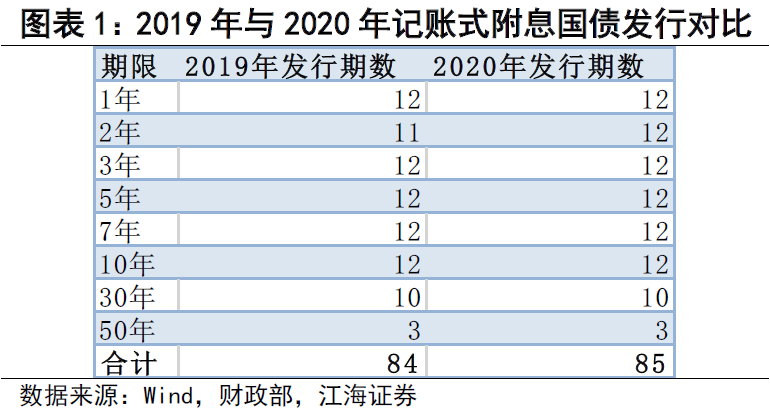 图表 1：2019 年与 2020 年记账式附息国债发行对比
期限 2019年发行期数 2020年发行期数
1年 12 12
2年 11 12
3年 12 12
5年 12 12
7年 12 12
10年 12 12
30年 10 10
50年 3 3
合计 84 85
数据来源：Wind，财政部，江海证券